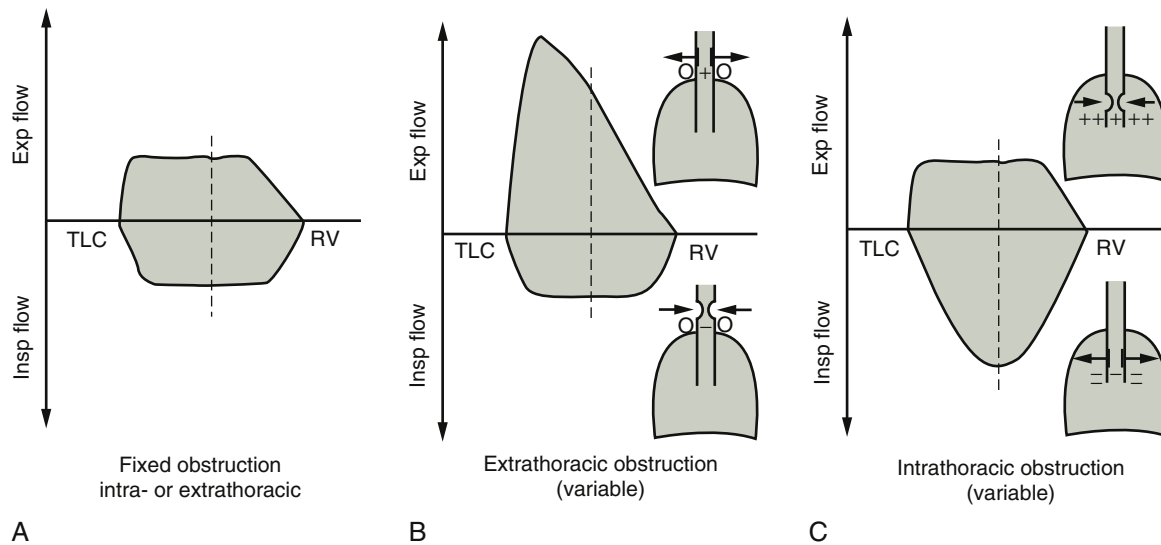 Exp flow
Insp flow
TLC
RV
Fixed obstruction
intra- or extrathoracic
A
Exp flow
Insp flow
TLC
RV
O + O
O − O
Extrathoracic obstruction
(variable)
B
Exp flow
Insp flow
TLC
RV
++ + ++
= − =
Intrathoracic obstruction
(variable)
C